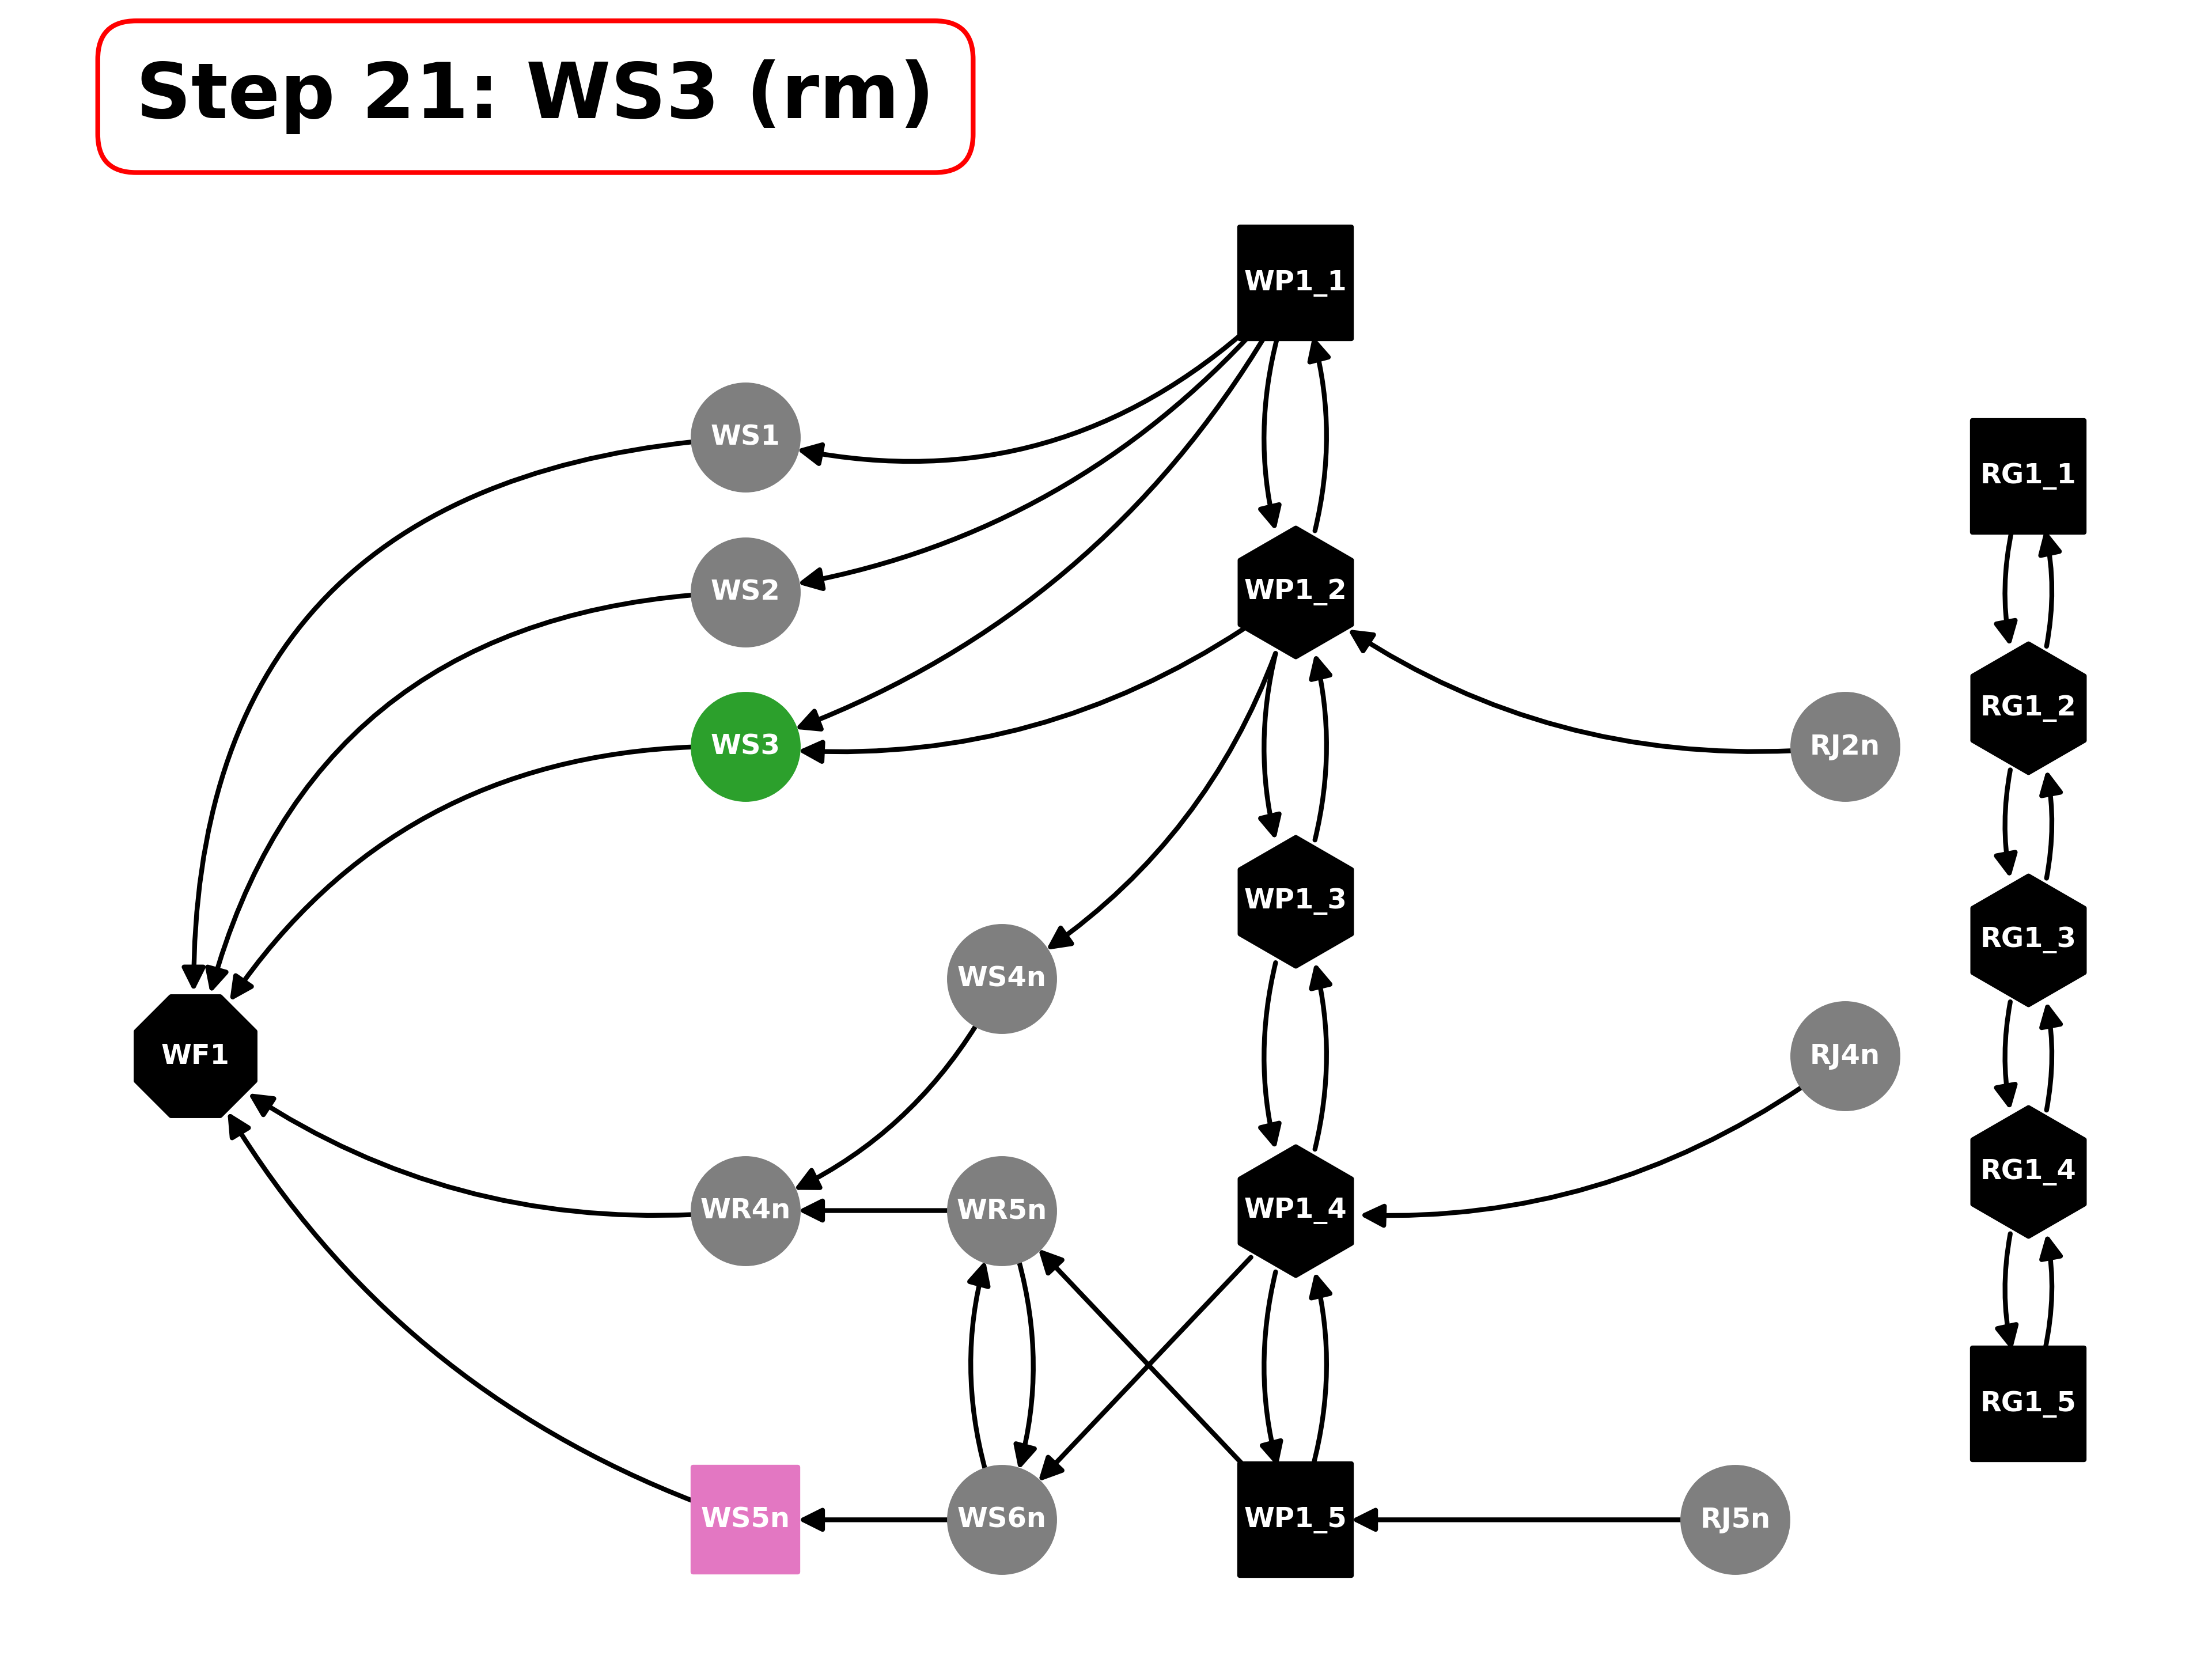 Step 21: WS3 (rm)
WP1_1
WS1
RG1_1
WS2
WP1_2
RG1_2
WS3
RJ2n
WP1_3
RG1_3
WS4n
WF1
RJ4n
RG1_4
WR4n
WR5n
WP1_4
RG1_5
WS5n
WS6n
WP1_5
RJ5n